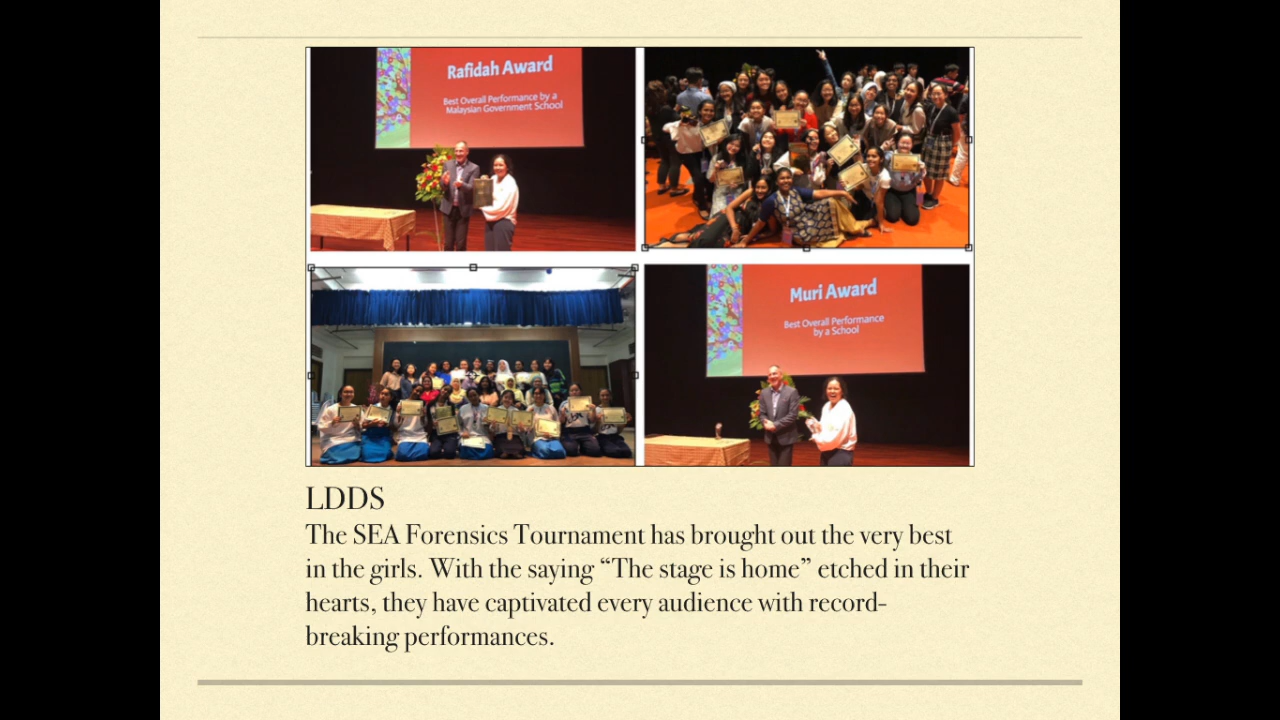 Rafidah Award
Best Overall Performance by a
Malaysian Government School
Muri Award
Best Overall Performance
by a School
LDDS
The SEA Forensics Tournament has brought out the very best
in the girls. With the saying “The stage is home” etched in their
hearts, they have captivated every audience with record-
breaking performances.